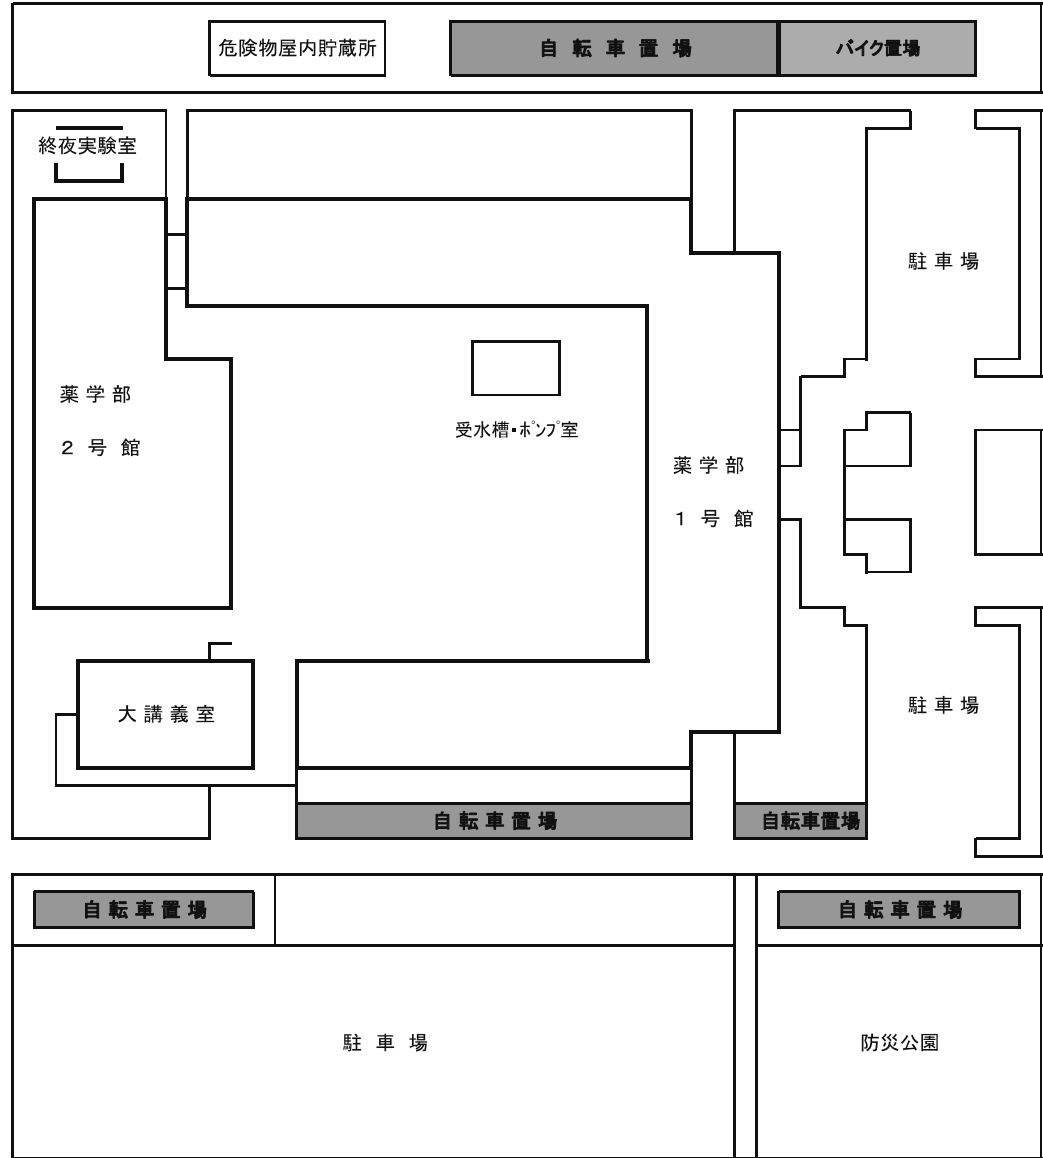 危険物屋内貯蔵所
自転車置場
バイク置場
終夜実験室
駐車場
薬学部
２号館
受水槽・ﾎﾟﾝﾌﾟ室
薬学部
１号館
大講義室
駐車場
自転車置場
自転車置場
自転車置場
自転車置場
駐車場
防災公園